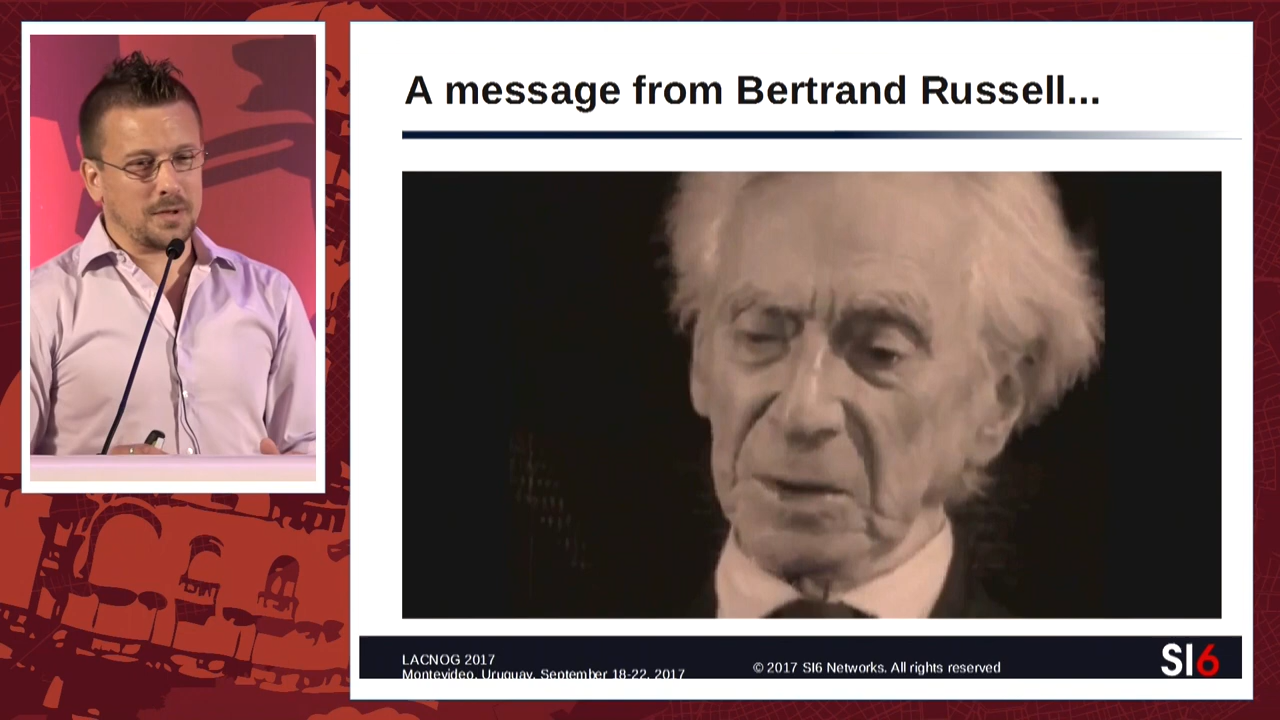 A message from Bertrand Russell...
LACNOG 2017
Montevideo, Uruguay, September 18-22, 2017
© 2017 SI6 Networks. All rights reserved
SI6